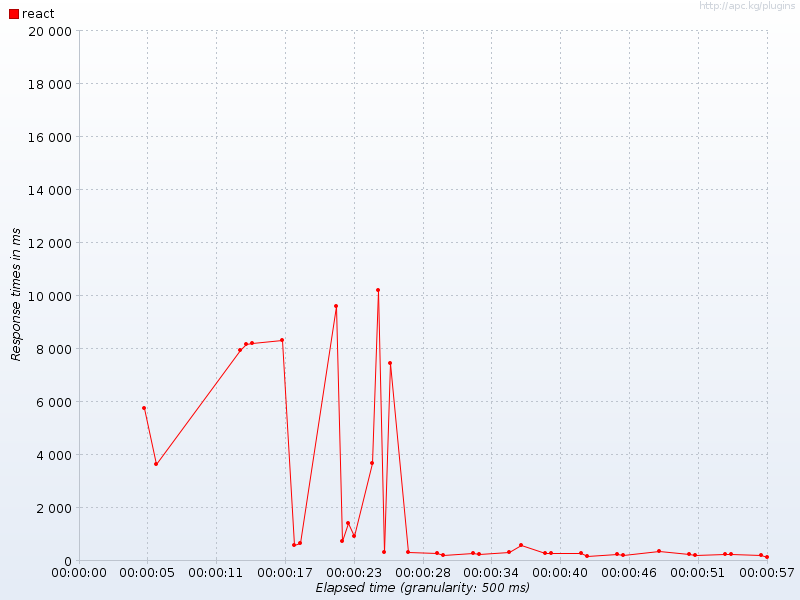 http://apc.kg/plugins
react
20 000
18 000
16 000
14 000
12 000
10 000
8 000
6 000
4 000
2 000
0
Response times in ms
00:00:00 00:00:05 00:00:11 00:00:17 00:00:23 00:00:28 00:00:34 00:00:40 00:00:46 00:00:51 00:00:57
Elapsed time (granularity: 500 ms)